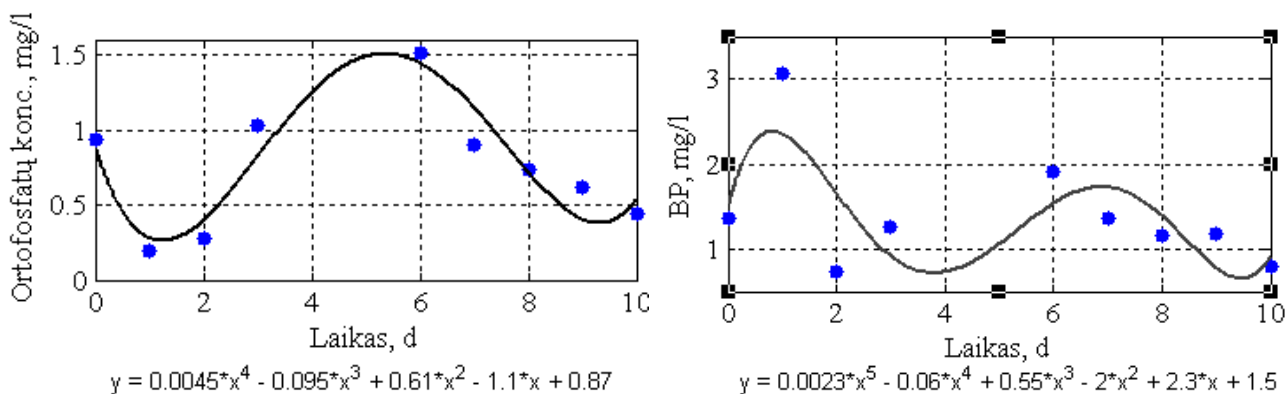 Ortofosfatų konc., mg/l
1.5
1
0.5
0
0 2 4 6 8 10
Laikas, d
y = 0.0045*x^4 - 0.095*x^3 + 0.61*x^2 - 1.1*x + 0.87
BP, mg/l
3
2
1
0 2 4 6 8 10
Laikas, d
y = 0.0023*x^5 - 0.06*x^4 + 0.55*x^3 - 2*x^2 + 2.3*x + 1.5